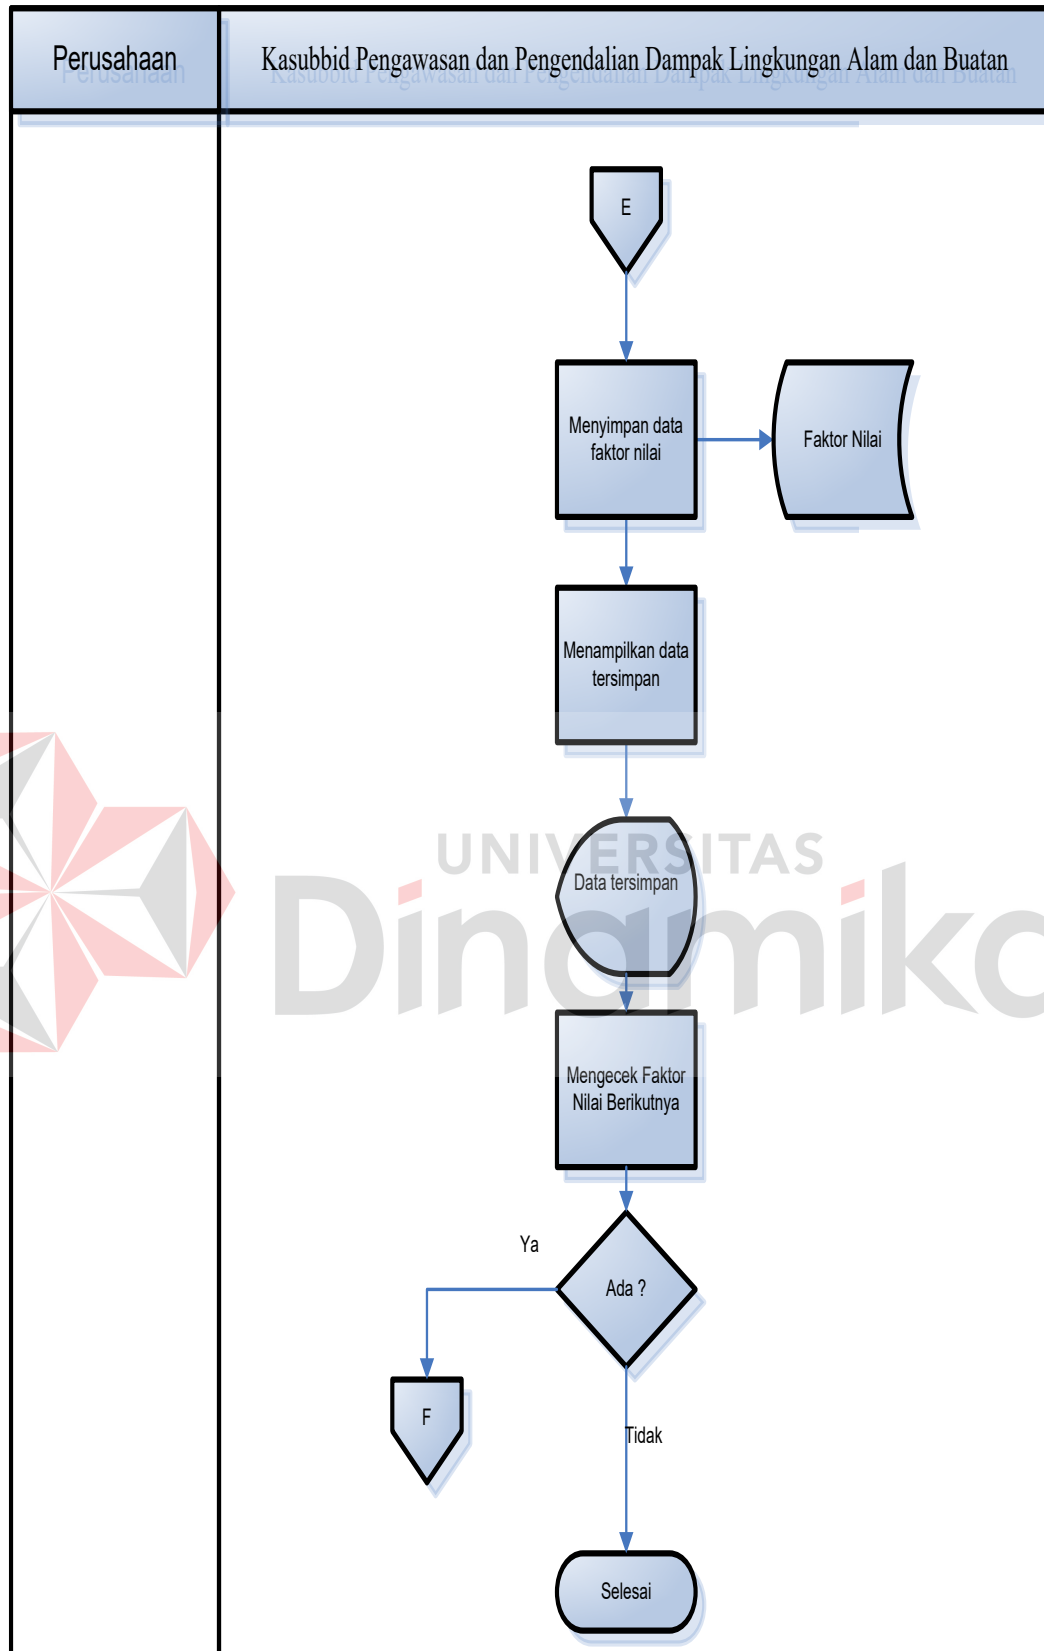 Perusahaan
Kasubbid Pengawasan dan Pengendalian Dampak Lingkungan Alam dan Buatan
E
Menyimpan data
faktor nilai
Faktor Nilai
Menampilkan data
tersimpan
UNIVERSITAS
Dinamika
Data tersimpan
Mengecek Faktor
Nilai Berikutnya
Ya
Ada ?
F
Tidak
Selesai